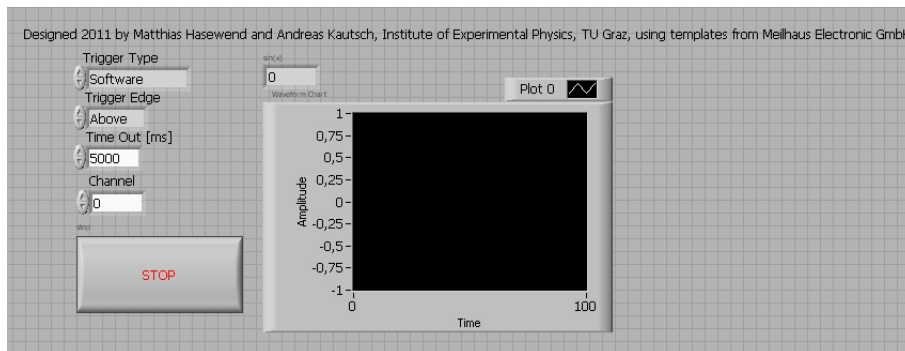 Designed 2011 by Matthias Hasewend and Andreas Kautsch, Institute of Experimental Physics, TU Graz, using templates from Meilhaus Electronic GmbH
Trigger Type
Software
Trigger Edge
Above
Time Out [ms]
5000
Channel
0
stop
STOP
sin(x)
0
Waveform Chart
Plot 0
1
0,75
0,5
0,25
0
-0,25
-0,5
-0,75
-1
Amplitude
0
100
Time